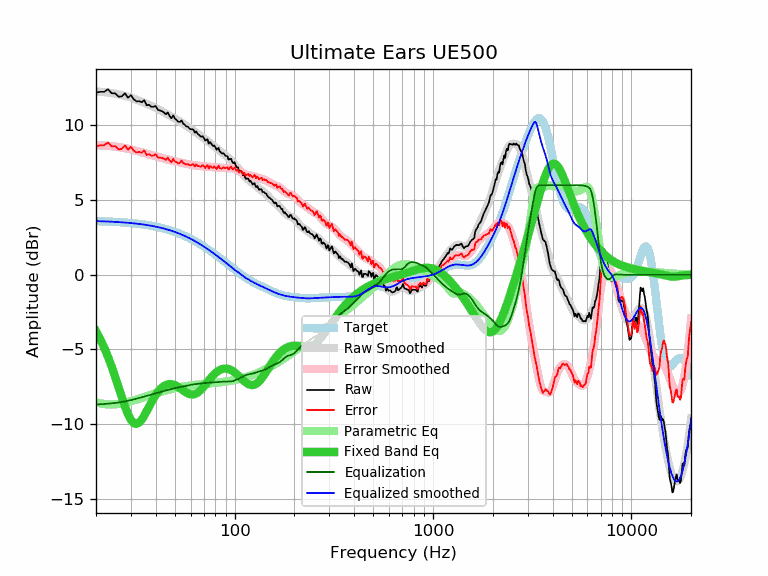 Ultimate Ears UE500
Amplitude (dBr)
10
5
0
−5
−10
−15
Target
Raw Smoothed
Error Smoothed
Raw
Error
Parametric Eq
Fixed Band Eq
Equalization
Equalized smoothed
100
1000
10000
Frequency (Hz)